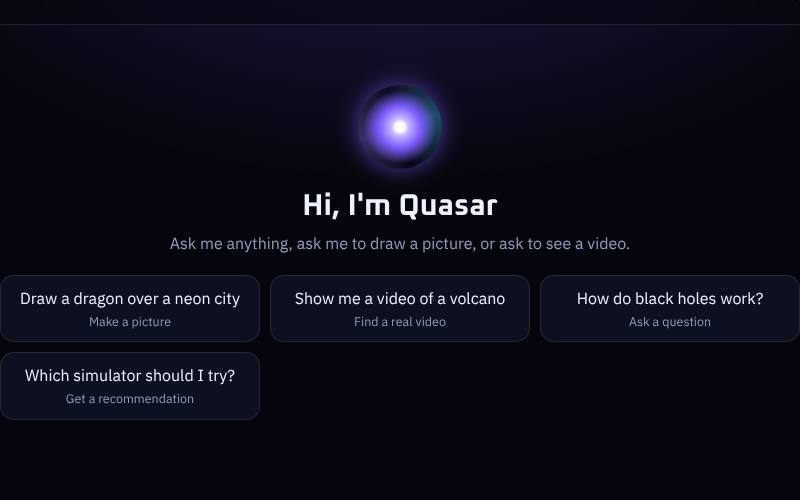 Hi, I'm Quasar
Ask me anything, ask me to draw a picture, or ask to see a video.
Draw a dragon over a neon city
Make a picture
Show me a video of a volcano
Find a real video
How do black holes work?
Ask a question
Which simulator should I try?
Get a recommendation